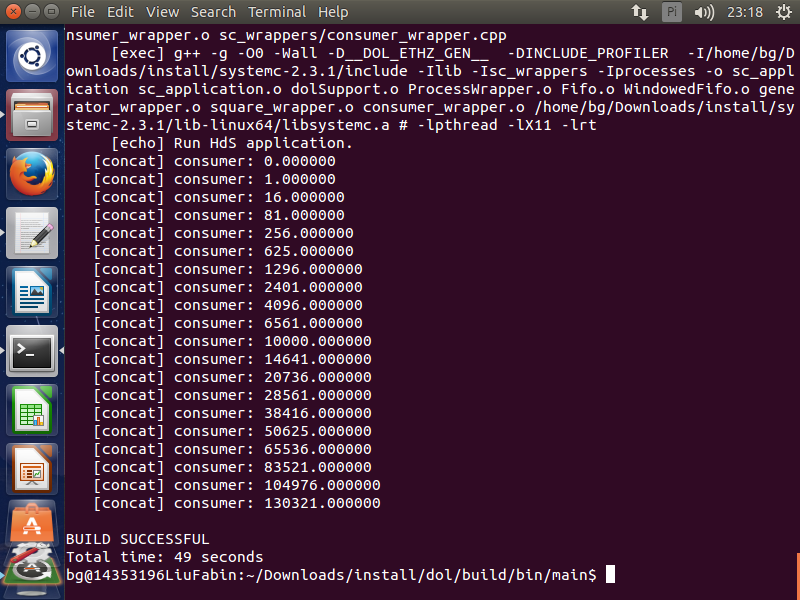 File Edit View Search Terminal Help Pi 23:18
nsumer_wrapper.o sc_wrappers/consumer_wrapper.cpp
[exec] g++ -g -O0 -Wall -D__DOL_ETHZ_GEN__ -DINCLUDE_PROFILER -I/home/bg/D
ownloads/install/systemc-2.3.1/include -Ilib -Isc_wrappers -Iprocesses -o sc_appl
ication sc_application.o dolSupport.o ProcessWrapper.o Fifo.o WindowedFifo.o gene
rator_wrapper.o square_wrapper.o consumer_wrapper.o /home/bg/Downloads/install/sy
stemc-2.3.1/lib-linux64/libsystemc.a # -lpthread -lX11 -lrt
[echo] Run HdS application.
[concat] consumer: 0.000000
[concat] consumer: 1.000000
[concat] consumer: 16.000000
[concat] consumer: 81.000000
[concat] consumer: 256.000000
[concat] consumer: 625.000000
[concat] consumer: 1296.000000
[concat] consumer: 2401.000000
[concat] consumer: 4096.000000
[concat] consumer: 6561.000000
[concat] consumer: 10000.000000
[concat] consumer: 14641.000000
[concat] consumer: 20736.000000
[concat] consumer: 28561.000000
[concat] consumer: 38416.000000
[concat] consumer: 50625.000000
[concat] consumer: 65536.000000
[concat] consumer: 83521.000000
[concat] consumer: 104976.000000
[concat] consumer: 130321.000000
BUILD SUCCESSFUL
Total time: 49 seconds
bg@14353196LiuFabin:~/Downloads/install/dol/build/bin/main$